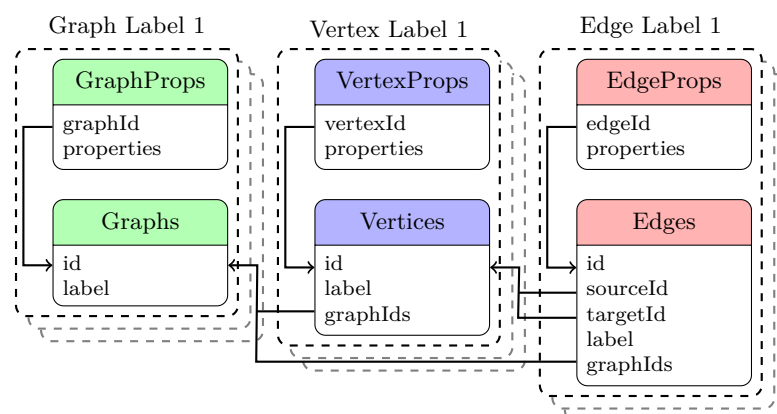 Graph Label 1
GraphProps
graphId
properties
Graphs
id
label
Vertex Label 1
VertexProps
vertexId
properties
Vertices
id
label
graphIds
Edge Label 1
EdgeProps
edgeId
properties
Edges
id
sourceId
targetId
label
graphIds